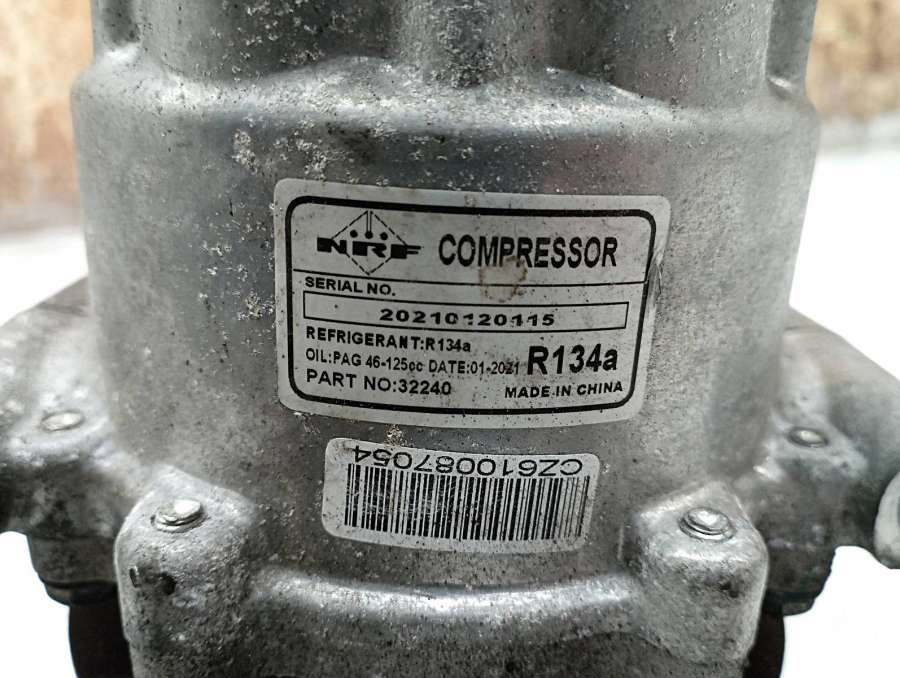 NRF COMPRESSOR
SERIAL NO.
20210120115
REFRIGERANT:R134a
OIL:PAG 46-125cc DATE:01-2021 R134a
PART NO:32240 MADE IN CHINA
CZ610087054